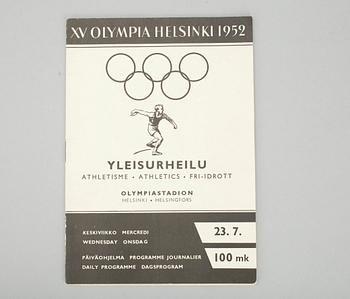 XV OLYMPIA HELSINKI 1952
YLEISURHEILU
ATHLETISME • ATHLETICS • FRI-IDROTT
OLYMPIASTADION
HELSINKI • HELSINGFORS
KESKIVIIKKO MERCREDI
WEDNESDAY ONSDAG
23. 7.
PÄIVÄOHJELMA PROGRAMME JOURNALIER
DAILY PROGRAMME DAGSPROGRAM
100 mk